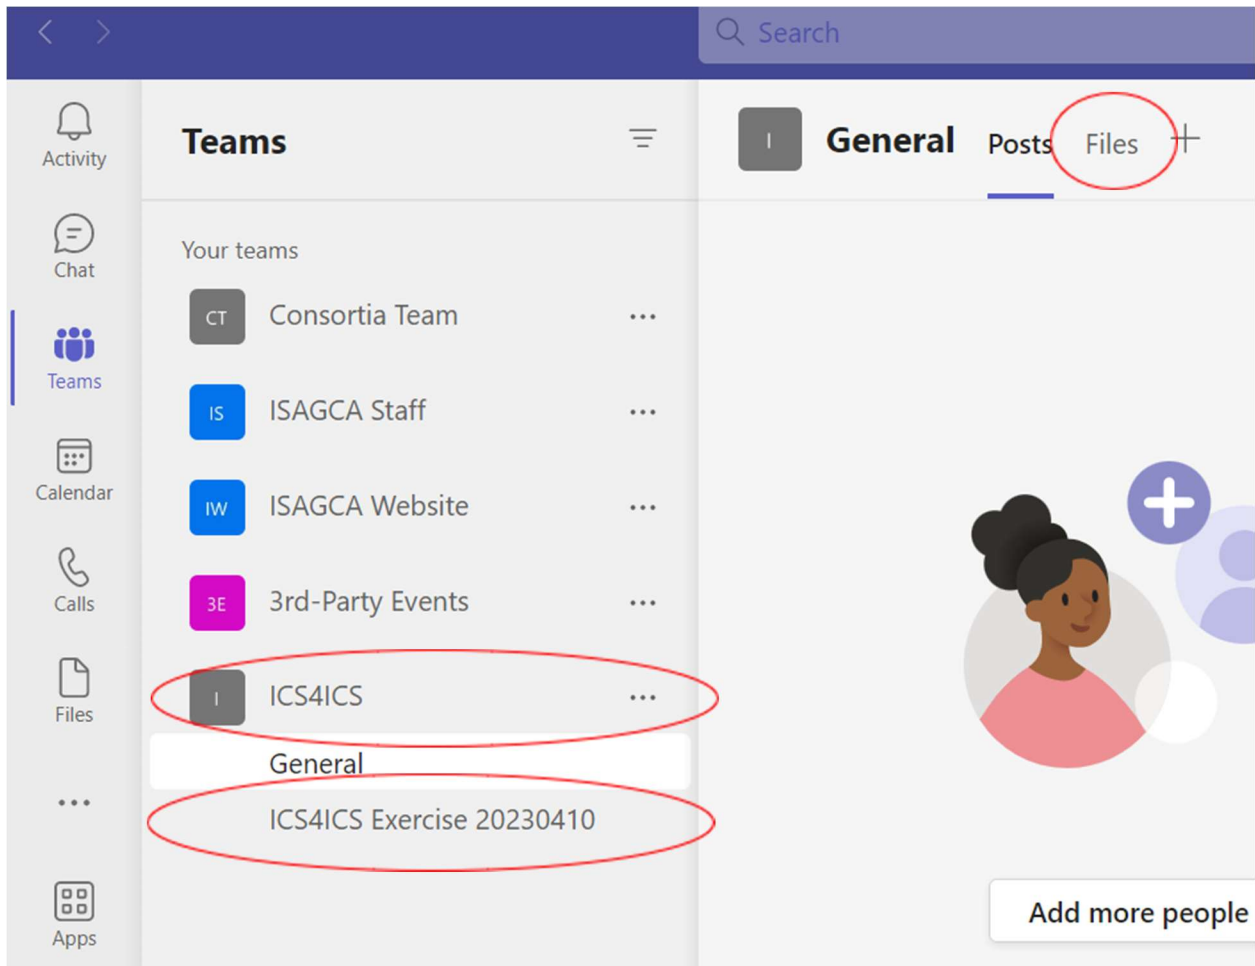 Search
Activity
Chat
Teams
Calendar
Calls
Files
Apps
Teams
Your teams
CT Consortia Team
IS ISAGCA Staff
IW ISAGCA Website
3E 3rd-Party Events
I ICS4ICS
General
ICS4ICS Exercise 20230410
I General Posts Files
Add more people